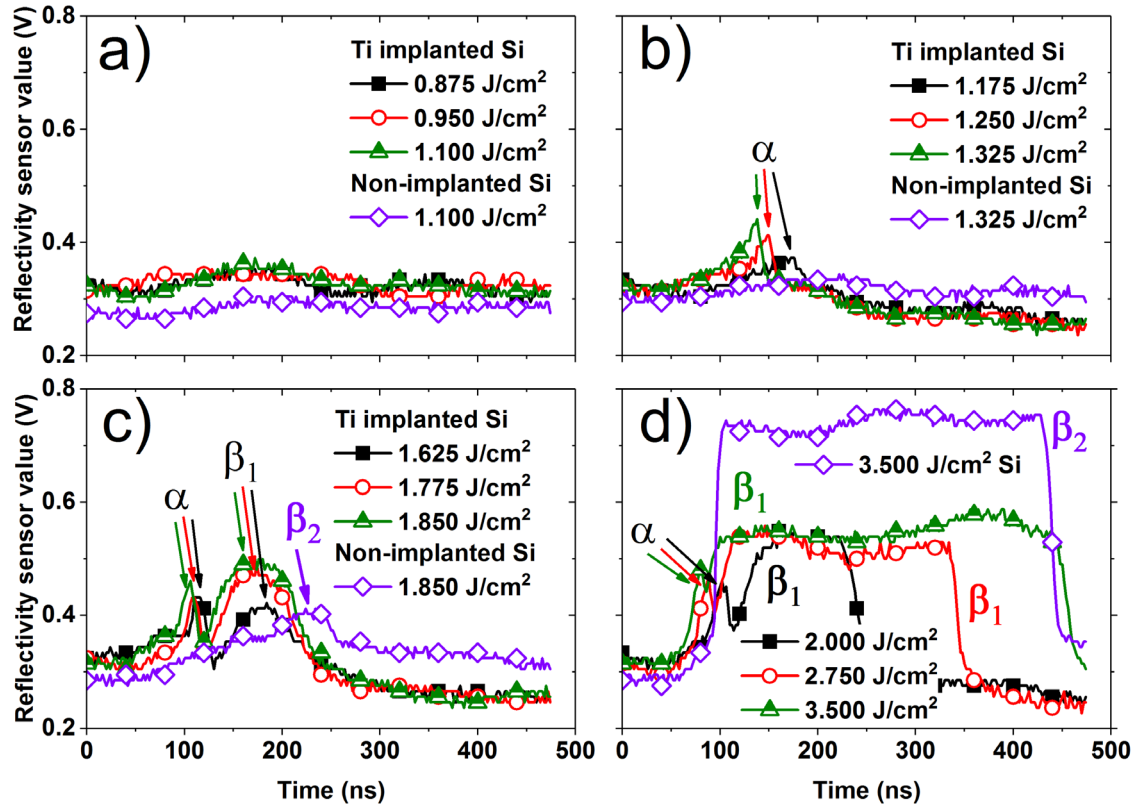 a)
Ti implanted Si
0.875 J/cm²
0.950 J/cm²
1.100 J/cm²
Non-implanted Si
1.100 J/cm²
0.8
0.6
0.4
0.2
Reflectivity sensor value (V)
b)
Ti implanted Si
1.175 J/cm²
1.250 J/cm²
1.325 J/cm²
Non-implanted Si
1.325 J/cm²
α
c)
Ti implanted Si
1.625 J/cm²
1.775 J/cm²
1.850 J/cm²
Non-implanted Si
1.850 J/cm²
α
β₁
β₂
0.8
0.6
0.4
0.2
Reflectivity sensor value (V)
0 100 200 300 400 500
Time (ns)
d)
3.500 J/cm² Si
β₂
β₁
α
β₁
β₁
2.000 J/cm²
2.750 J/cm²
3.500 J/cm²
0 100 200 300 400 500
Time (ns)